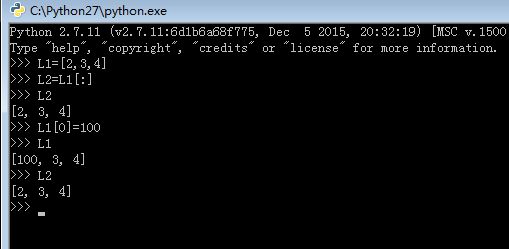 C:\Python27\python.exe
Python 2.7.11 (v2.7.11:6d1b6a68f775, Dec  5 2015, 20:32:19) [MSC v.1500
Type "help", "copyright", "credits" or "license" for more information.
>>> L1=[2,3,4]
>>> L2=L1[:]
>>> L2
[2, 3, 4]
>>> L1[0]=100
>>> L1
[100, 3, 4]
>>> L2
[2, 3, 4]
>>>